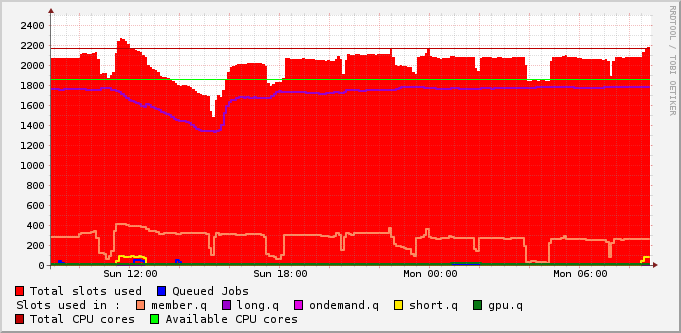 2400
2200
2000
1800
1600
1400
1200
1000
800
600
400
200
0
Sun 12:00 Sun 18:00 Mon 00:00 Mon 06:00
RRDTOOL / TOBI OETIKER
Total slots used Queued Jobs
Slots used in : member.q long.q ondemand.q short.q gpu.q
Total CPU cores Available CPU cores